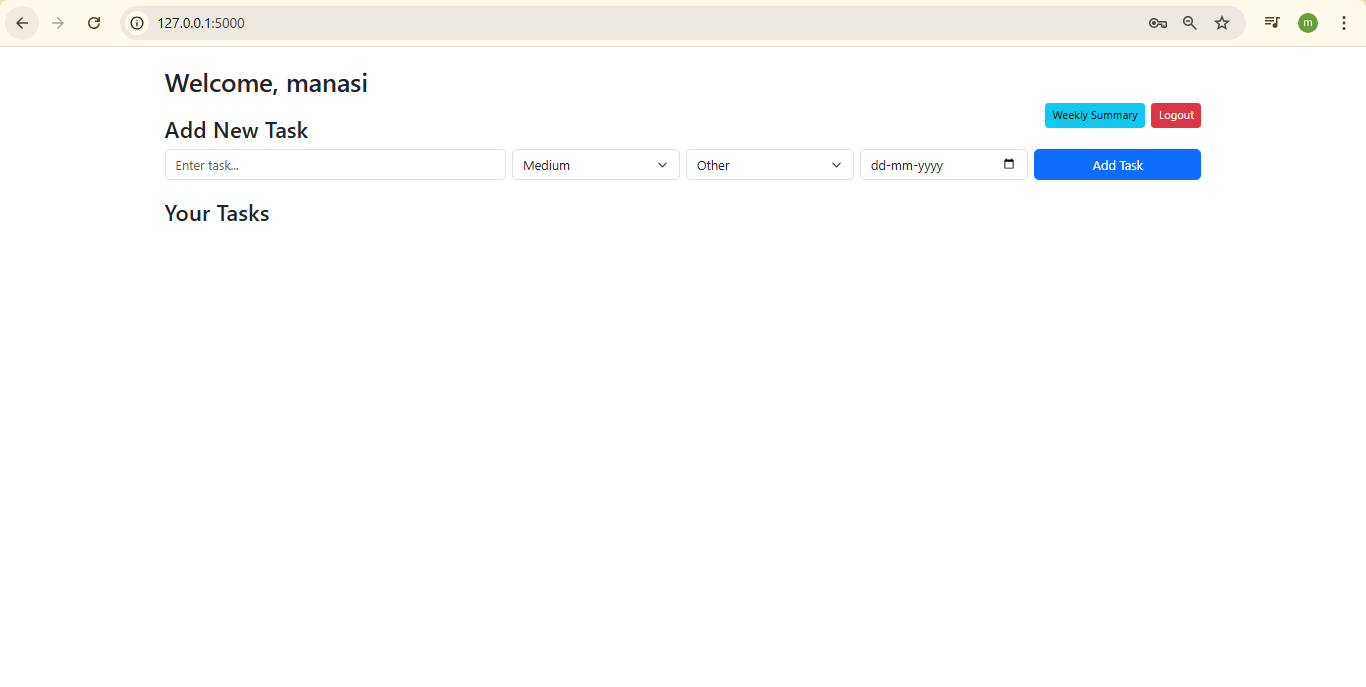 127.0.0.1:5000
m
Welcome, manasi
Weekly Summary Logout
Add New Task
Enter task... Medium Other dd-mm-yyyy Add Task
Your Tasks